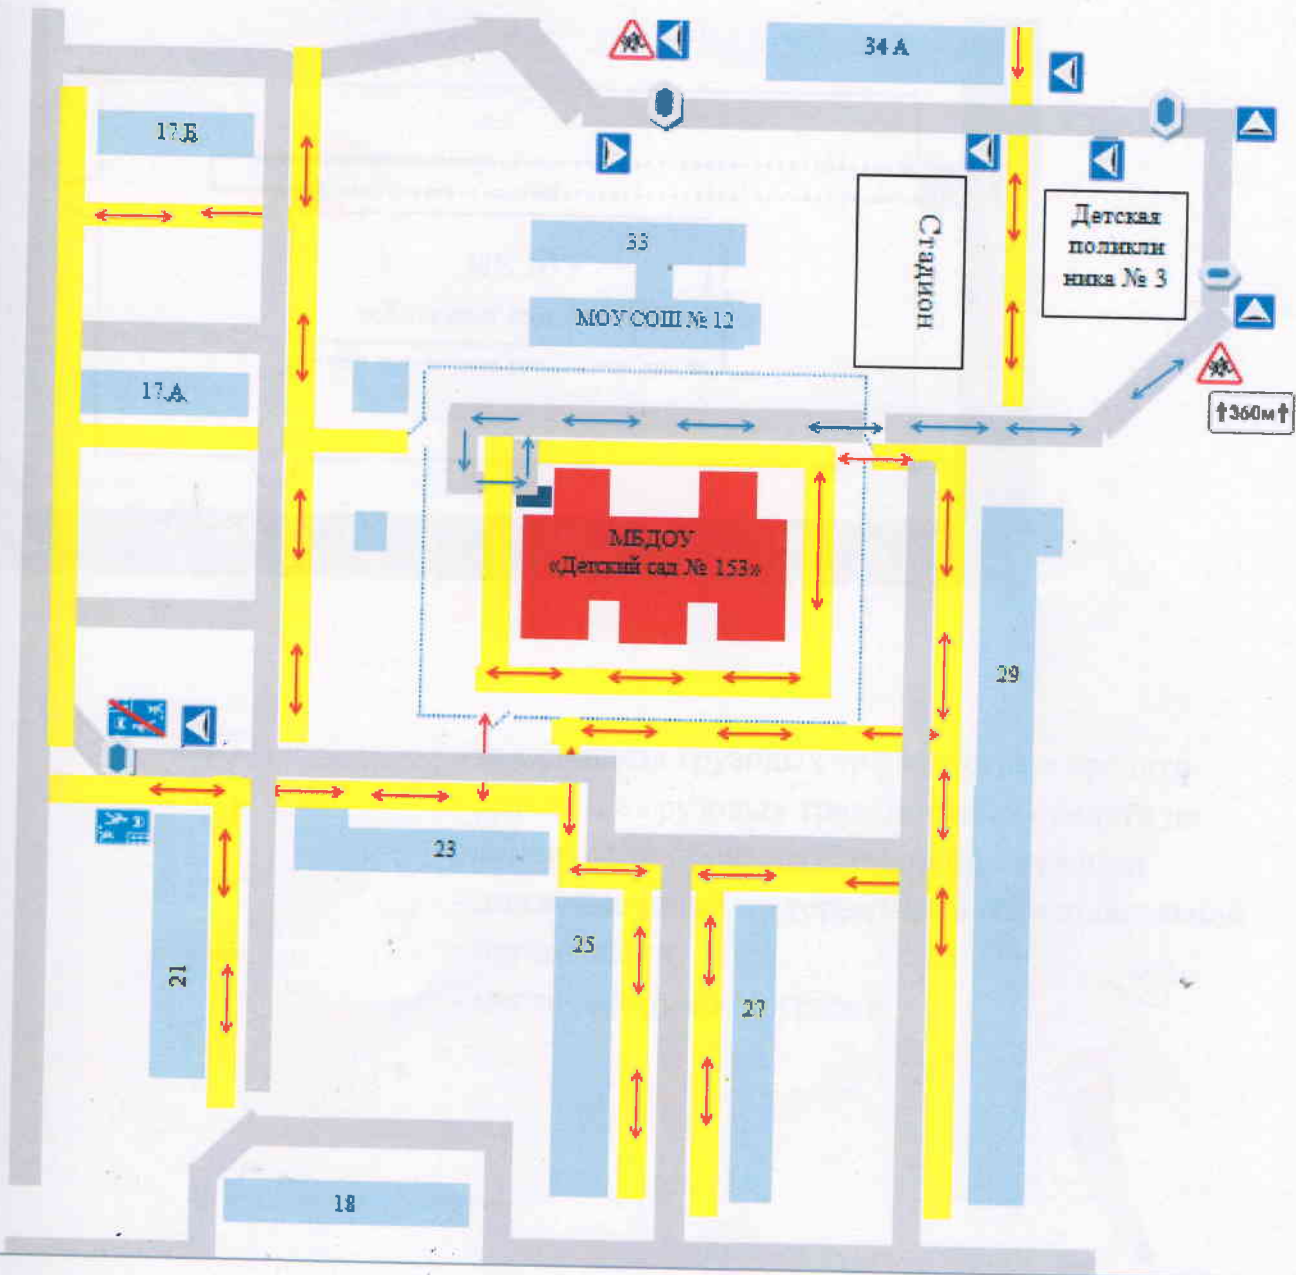 34 А
17.Б
33
МОУ СОШ № 12
Стадион
Детская
поликли
ника № 3
17.А
↑360м↑
МБДОУ
«Детский сад № 153»
29
23
21
25
27
18